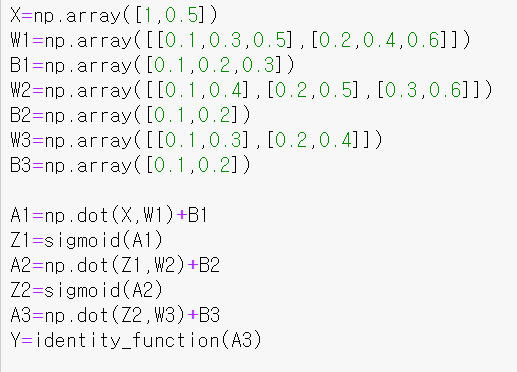 X=np.array([1,0.5])
W1=np.array([[0.1,0.3,0.5],[0.2,0.4,0.6]])
B1=np.array([0.1,0.2,0.3])
W2=np.array([[0.1,0.4],[0.2,0.5],[0.3,0.6]])
B2=np.array([0.1,0.2])
W3=np.array([[0.1,0.3],[0.2,0.4]])
B3=np.array([0.1,0.2])

A1=np.dot(X,W1)+B1
Z1=sigmoid(A1)
A2=np.dot(Z1,W2)+B2
Z2=sigmoid(A2)
A3=np.dot(Z2,W3)+B3
Y=identity_function(A3)